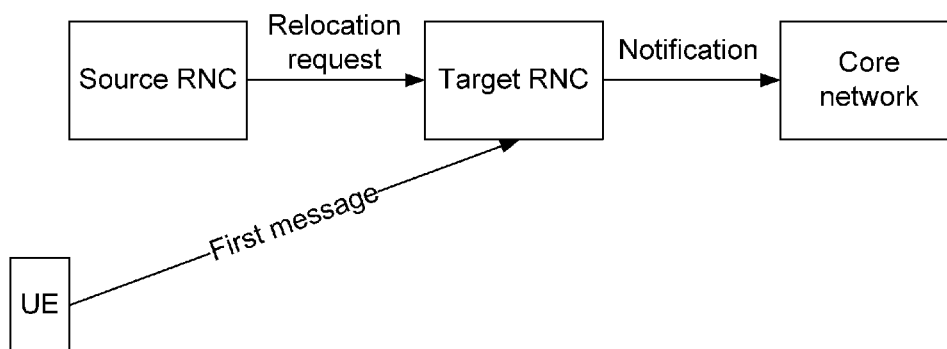 Relocation
request
Notification
Source RNC
Target RNC
Core
network
First message
UE